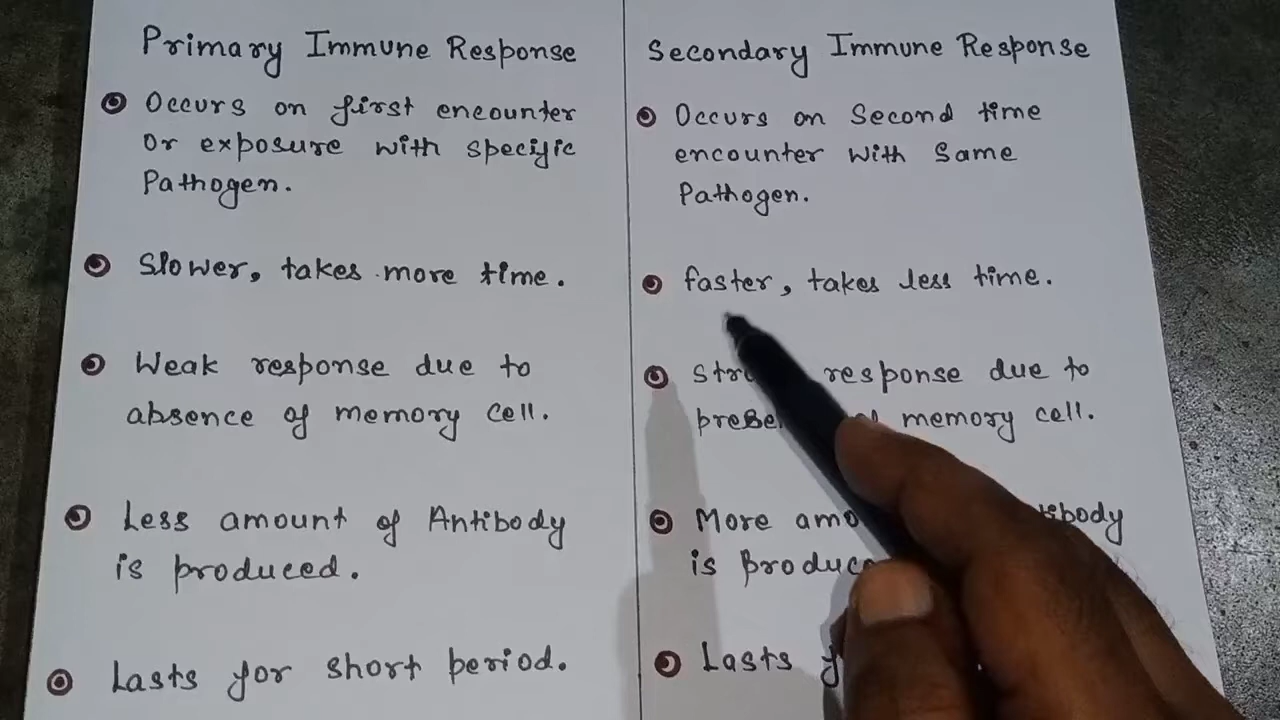 Primary Immune Response
Occurs on first encounter
or exposure with specific
Pathogen.
Slower, takes more time.
Weak response due to
absence of memory cell.
Less amount of Antibody
is produced.
Lasts for short period.
Secondary Immune Response
Occurs on Second time
encounter with Same
Pathogen.
faster, takes less time.
response due to
memory cell.
More
is
Lasts